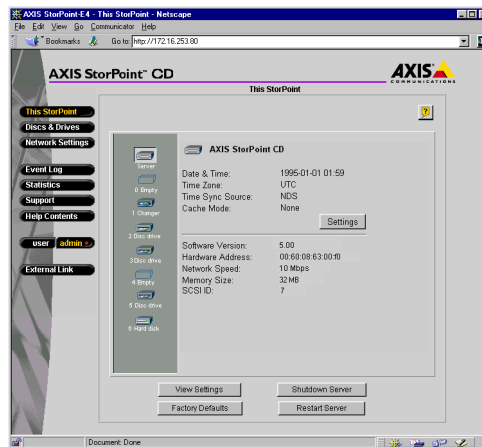 AXIS StorPoint-E4 - This StorPoint - Netscape
File Edit View Go Communicator Help
Bookmarks Go to: http://172.16.253.80
AXIS StorPoint™ CD
AXIS
COMMUNICATIONS
This StorPoint
This StorPoint
Discs & Drives
Network Settings
Event Log
Statistics
Support
Help Contents
user admin
External Link
?
Server
0 Empty
1 Changer
2 Disc drive
3 Disc drive
4 Empty
5 Disc drive
6 Hard disk
AXIS StorPoint CD
Date & Time: 1995-01-01 01:59
Time Zone: UTC
Time Sync Source: NDS
Cache Mode: None
Settings
Software Version: 5.00
Hardware Address: 00:60:08:63:00:f0
Network Speed: 10 Mbps
Memory Size: 32 MB
SCSI ID: 7
View Settings
Shutdown Server
Factory Defaults
Restart Server
Document: Done